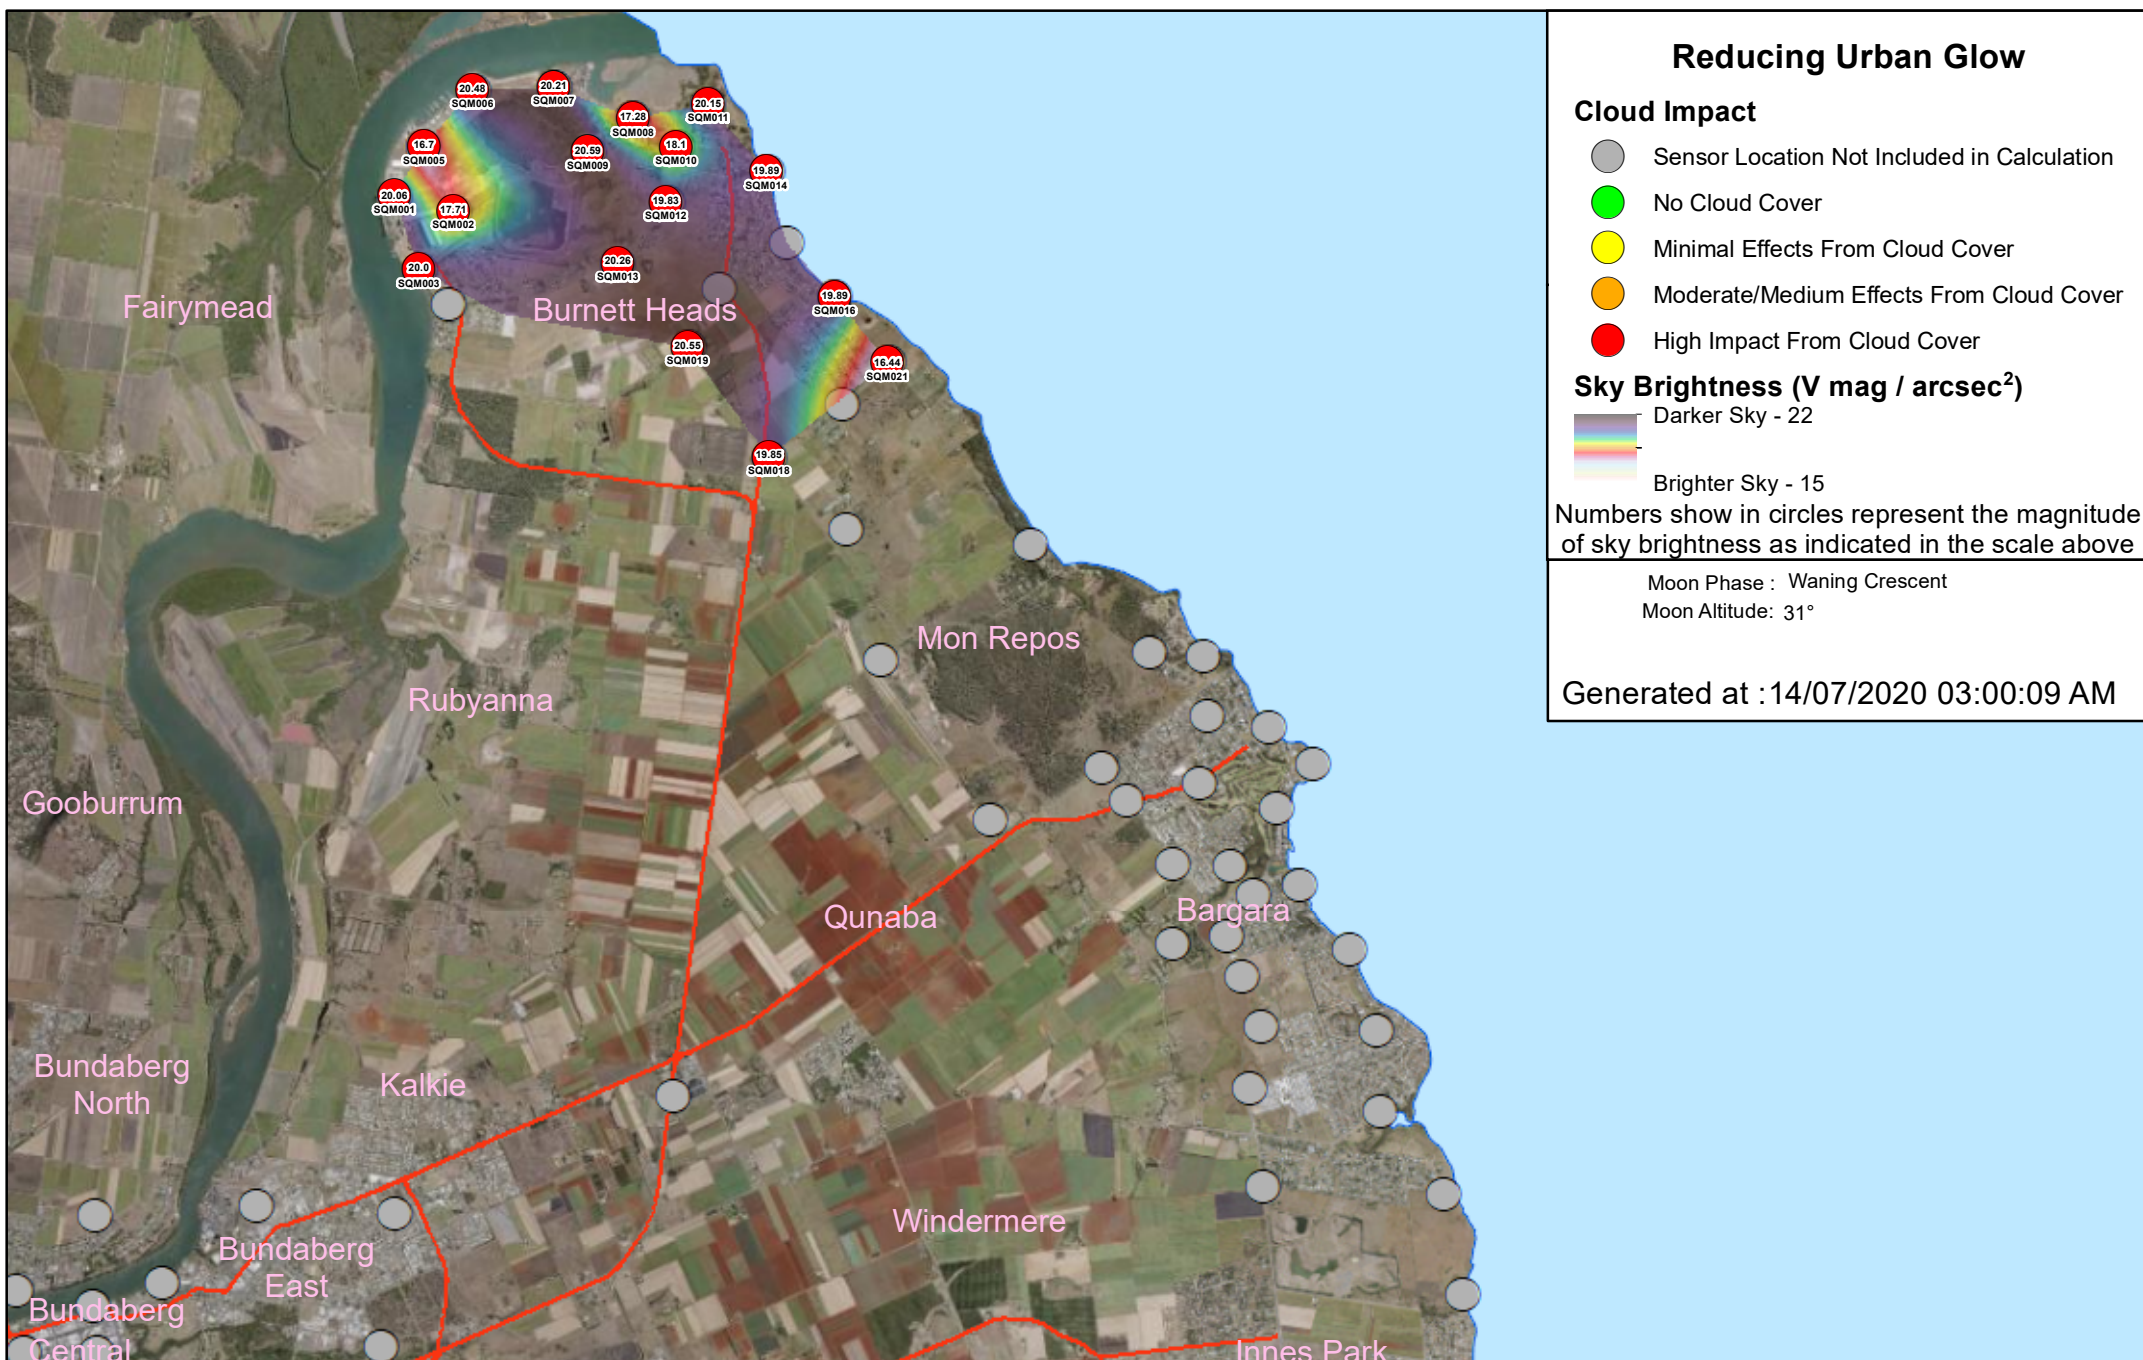 Reducing Urban Glow
Cloud Impact
Sensor Location Not Included in Calculation
No Cloud Cover
Minimal Effects From Cloud Cover
Moderate/Medium Effects From Cloud Cover
High Impact From Cloud Cover
Sky Brightness (V mag / arcsec²)
Darker Sky - 22
Brighter Sky - 15
Numbers show in circles represent the magnitude
of sky brightness as indicated in the scale above
Moon Phase : Waning Crescent
Moon Altitude: 31°
Generated at :14/07/2020 03:00:09 AM
20.48
SQM006
20.21
SQM007
17.28
SQM008
20.15
SQM011
16.7
SQM005
20.59
SQM009
18.1
SQM010
19.89
SQM014
20.06
SQM001
17.71
SQM002
19.83
SQM012
20.0
SQM003
20.26
SQM013
19.89
SQM016
20.55
SQM019
16.44
SQM021
19.85
SQM018
Fairymead
Burnett Heads
Mon Repos
Rubyanna
Gooburrum
Qunaba
Bargara
Bundaberg
North
Kalkie
Windermere
Bundaberg
East
Bundaberg
Central
Innes Park